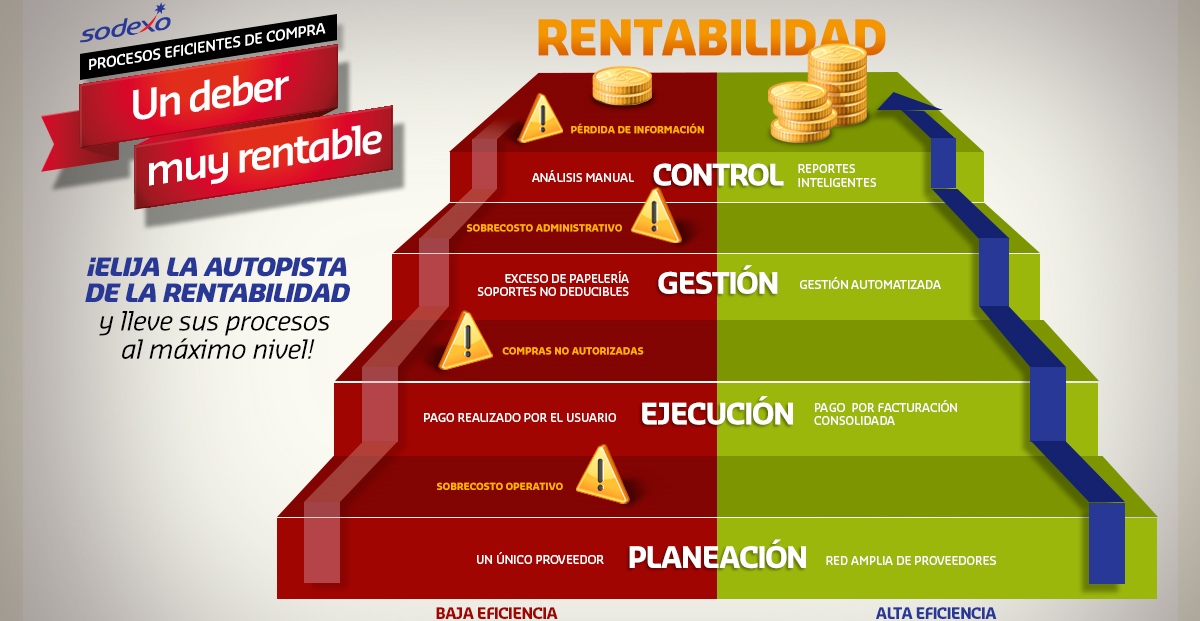 sodexo
PROCESOS EFICIENTES DE COMPRA
Un deber
muy rentable
¡ELIJA LA AUTOPISTA
DE LA RENTABILIDAD
y lleve sus procesos
al máximo nivel!
RENTABILIDAD
PÉRDIDA DE INFORMACIÓN
ANÁLISIS MANUAL
CONTROL
REPORTES
INTELIGENTES
SOBRECOSTO ADMINISTRATIVO
EXCESO DE PAPELERÍA
SOPORTES NO DEDUCIBLES
GESTIÓN
GESTIÓN AUTOMATIZADA
COMPRAS NO AUTORIZADAS
PAGO REALIZADO POR EL USUARIO
EJECUCIÓN
PAGO POR FACTURACIÓN
CONSOLIDADA
SOBRECOSTO OPERATIVO
UN ÚNICO PROVEEDOR
PLANEACIÓN
RED AMPLIA DE PROVEEDORES
BAJA EFICIENCIA
ALTA EFICIENCIA